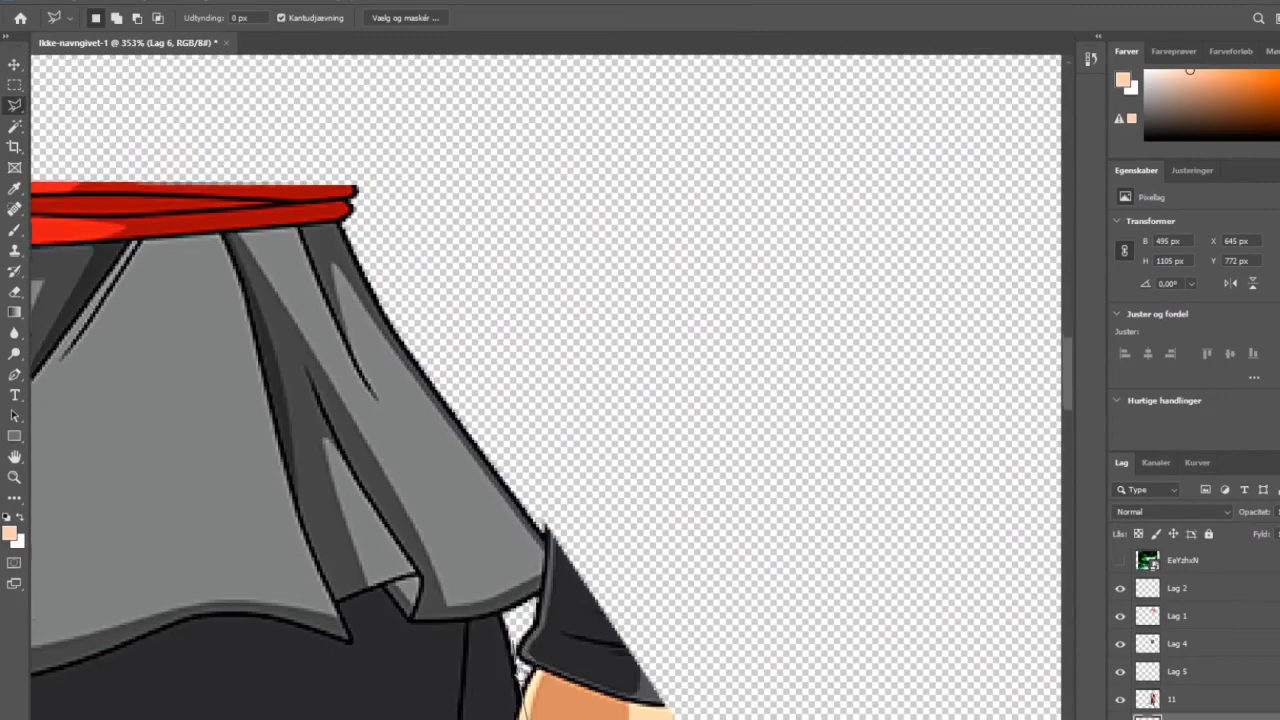 Udtynding: 0 px Kantudjævning Vælg og maskér ...
Ikke-navngivet-1 @ 353% (Lag 6, RGB/8#) * ×
Farver Farveprøver Farveforløb
Egenskaber Justeringer
Pixellag
Transformer
B 495 px X 645 px
H 1105 px Y 772 px
0,00°
Juster og fordel
Juster:
Hurtige handlinger
Lag Kanaler Kurver
Type
Normal Opacitet:
Lås: Fyld:
EeYzhxN
Lag 2
Lag 1
Lag 4
Lag 5
11